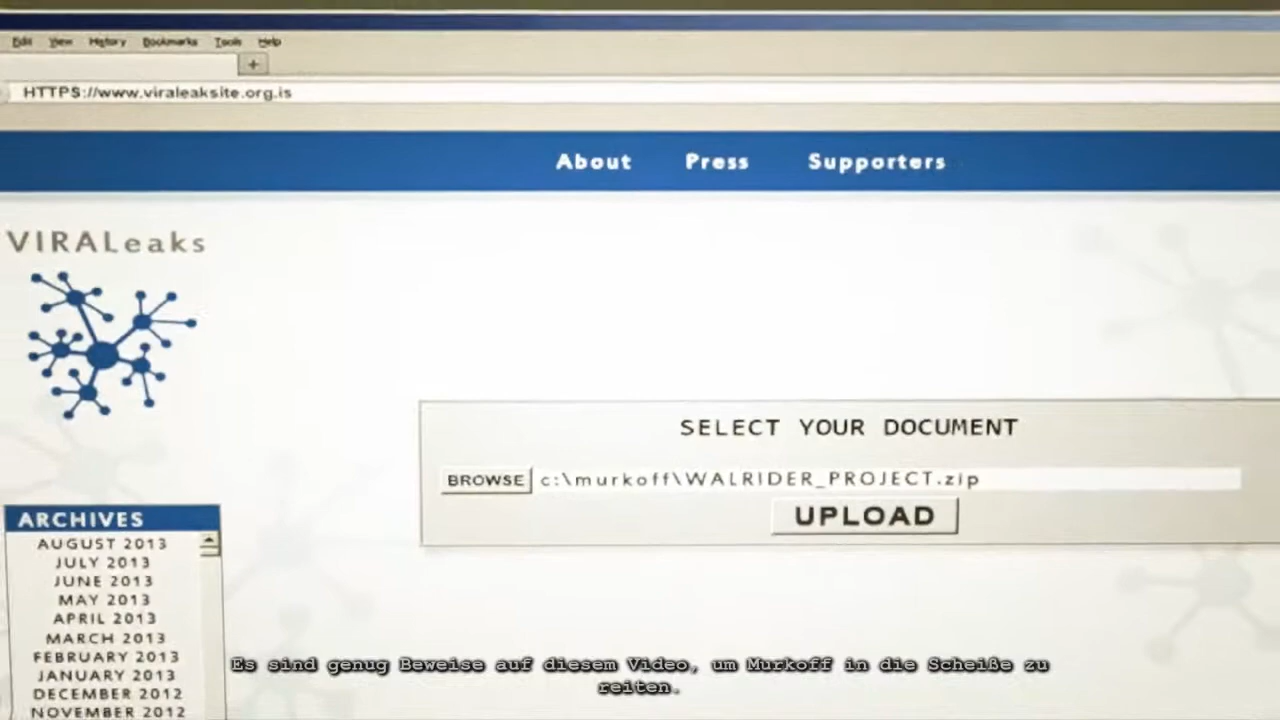 Edit View History Bookmarks Tools Help
+
HTTPS://www.viraleaksite.org.is
About Press Supporters
VIRALeaks
SELECT YOUR DOCUMENT
BROWSE c:\murkoff\WALRIDER_PROJECT.zip
UPLOAD
ARCHIVES
AUGUST 2013
JULY 2013
JUNE 2013
MAY 2013
APRIL 2013
MARCH 2013
FEBRUARY 2013
JANUARY 2013
DECEMBER 2012
NOVEMBER 2012
Es sind genug Beweise auf diesem Video, um Murkoff in die Scheiße zu
reiten.